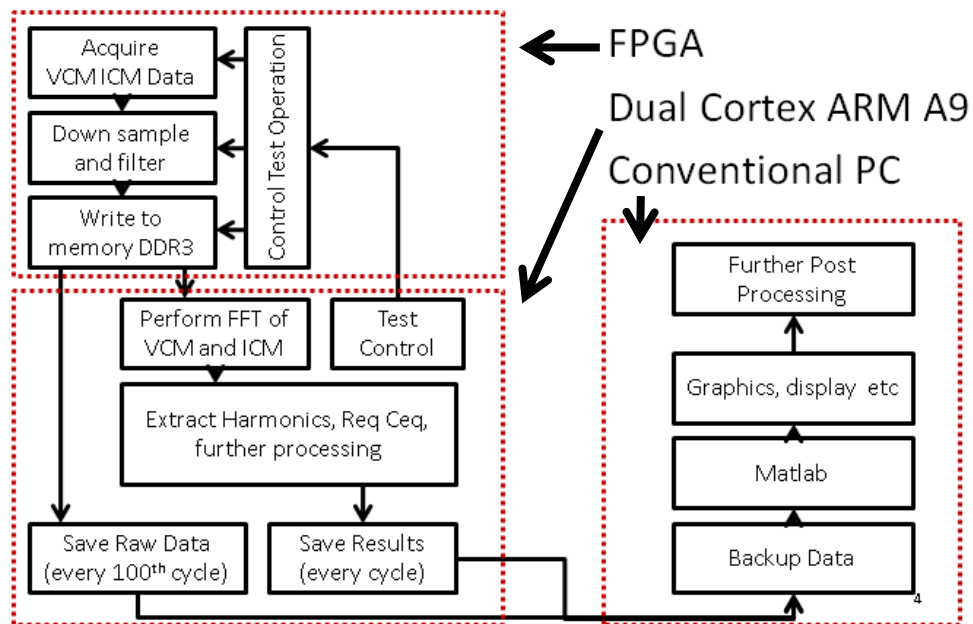 Acquire
VCM ICM Data
Down sample
and filter
Write to
memory DDR3
Control Test Operation
FPGA
Dual Cortex ARM A9
Conventional PC
Perform FFT of
VCM and ICM
Test
Control
Extract Harmonics, Req Ceq,
further processing
Save Raw Data
(every 100th cycle)
Save Results
(every cycle)
Further Post
Processing
Graphics, display etc
Matlab
Backup Data
4